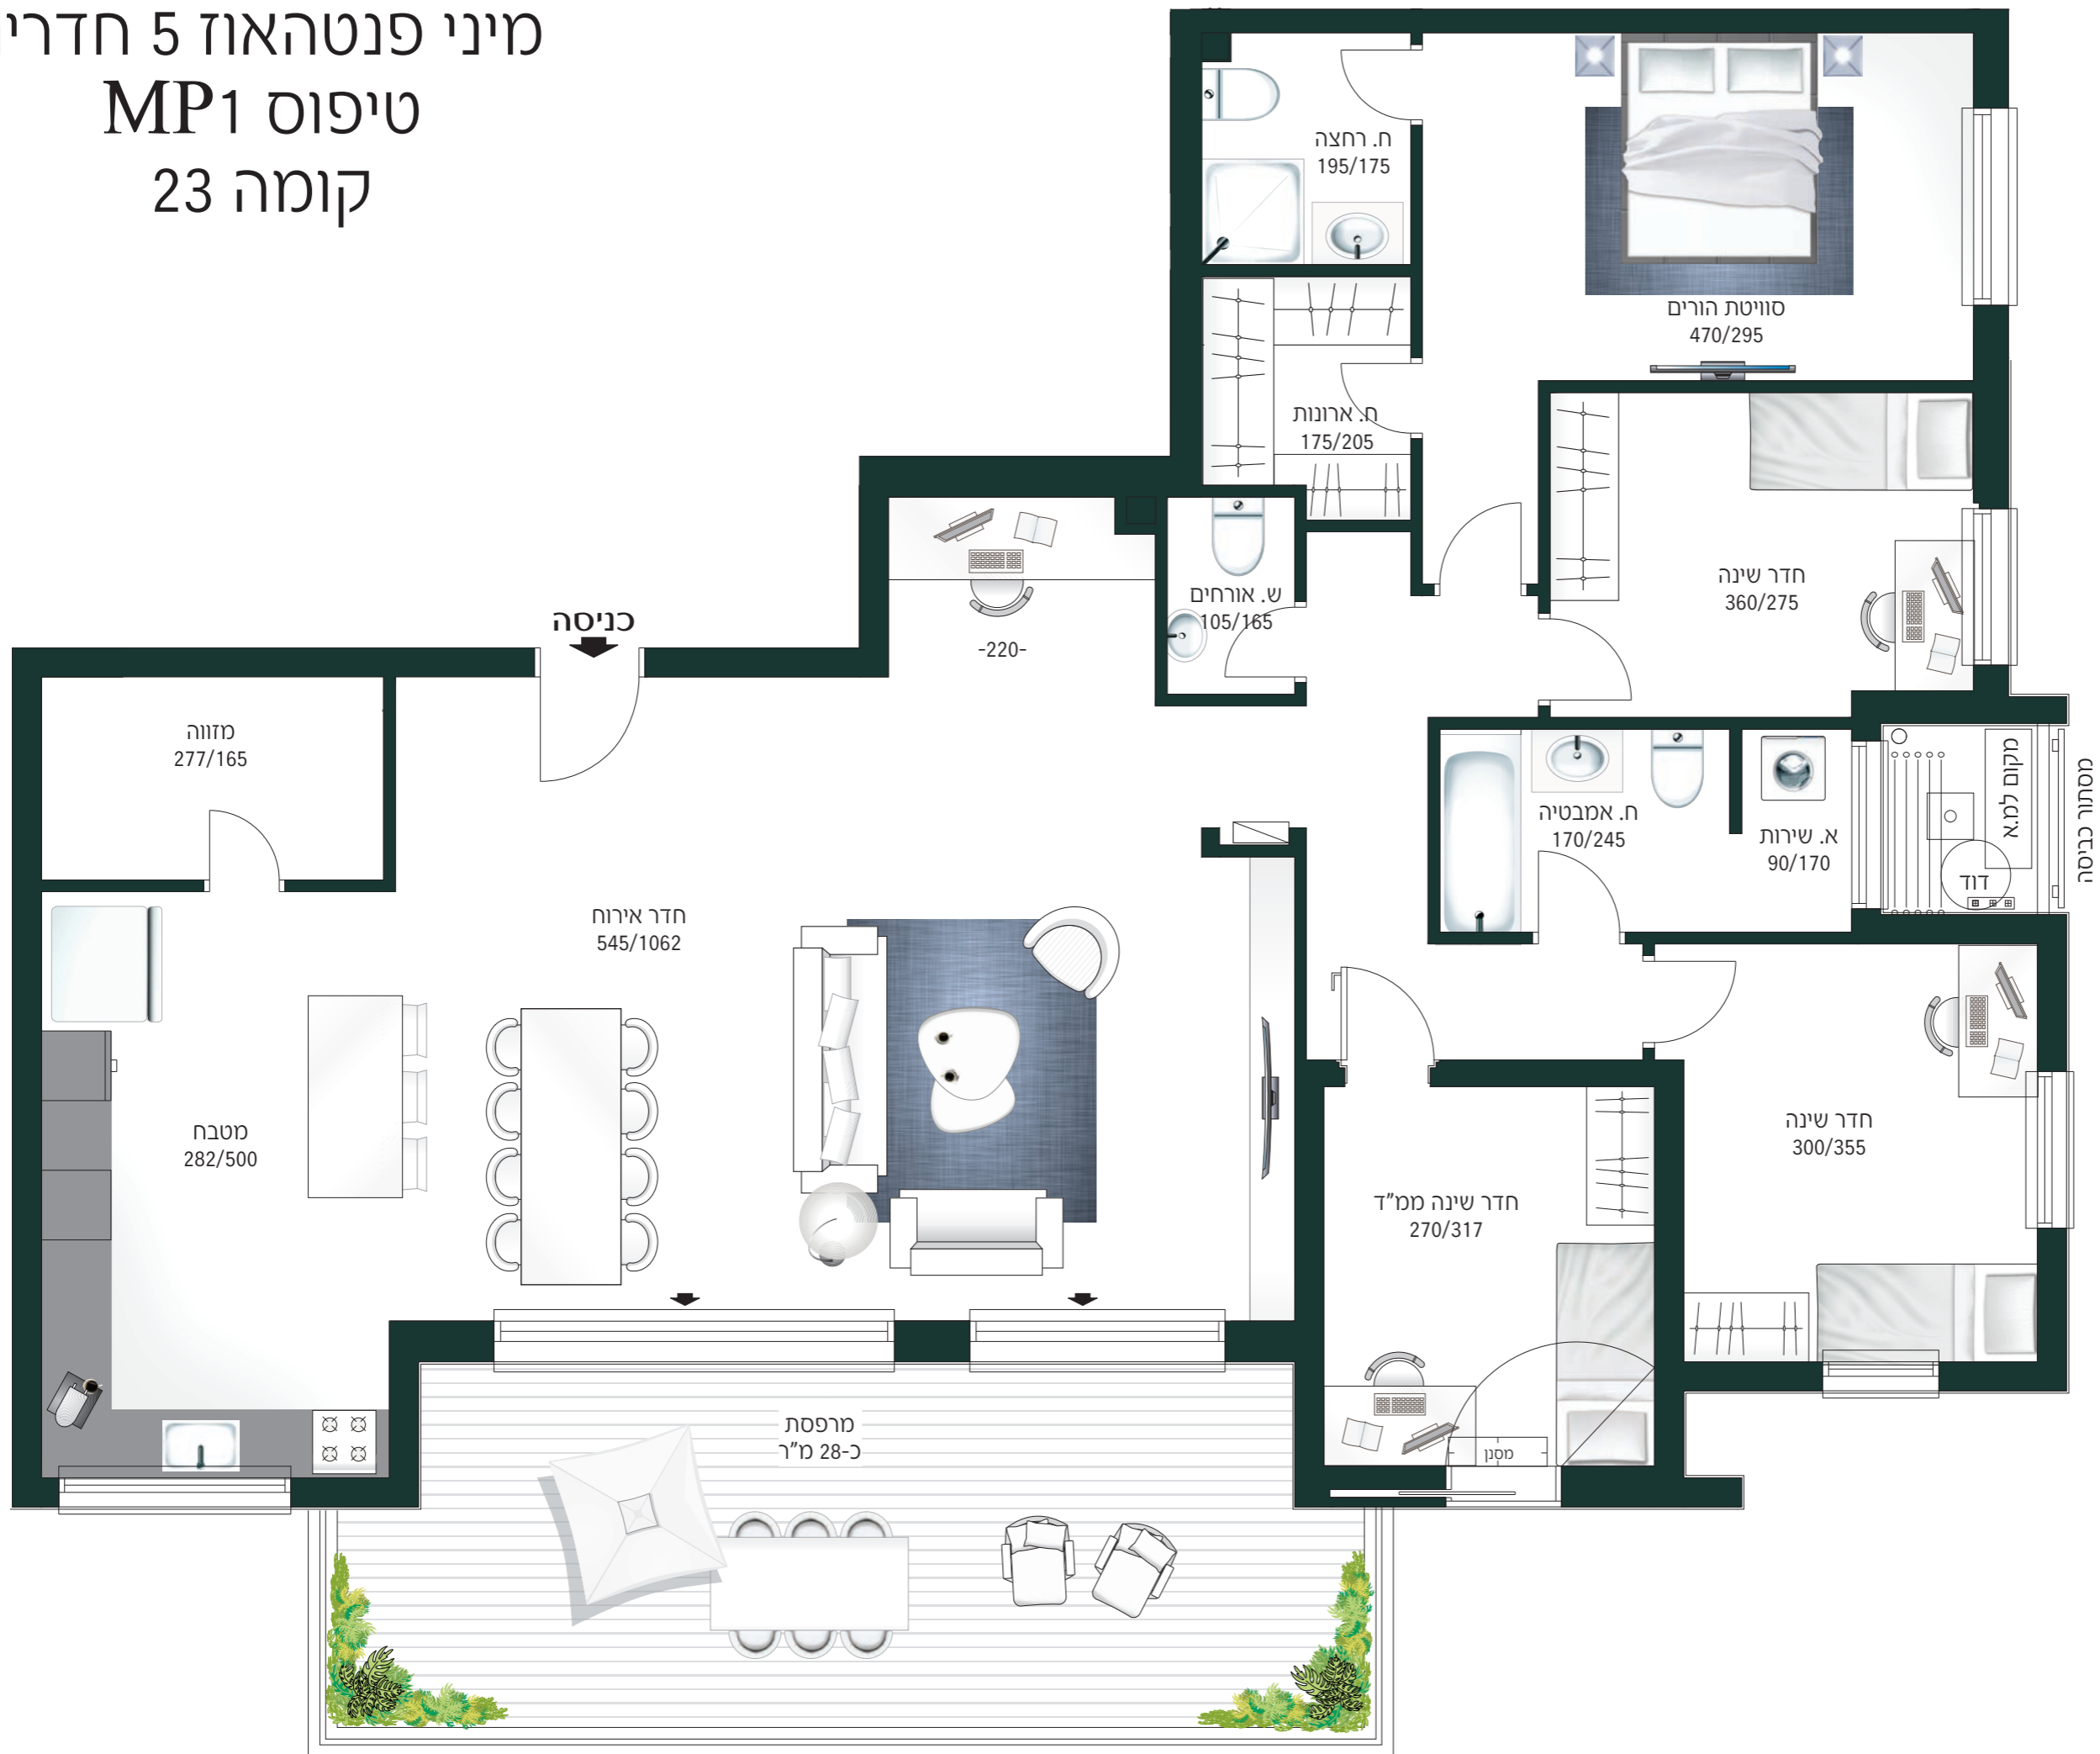 מיני פנטהאוז 5 חדרי
טיפוס MP1
קומה 23
ח. רחצה
195/175
סוויטת הורים
470/295
ח. ארונות
175/205
חדר שינה
360/275
ש. אורחים
105/165
-220-
כניסה
מזווה
277/165
ח. אמבטיה
170/245
א. שירות
90/170
מקום למ.א
דוד
מסתור כביסה
חדר אירוח
545/1062
מטבח
282/500
חדר שינה
300/355
חדר שינה ממ"ד
270/317
מסנן
מרפסת
כ-28 מ"ר